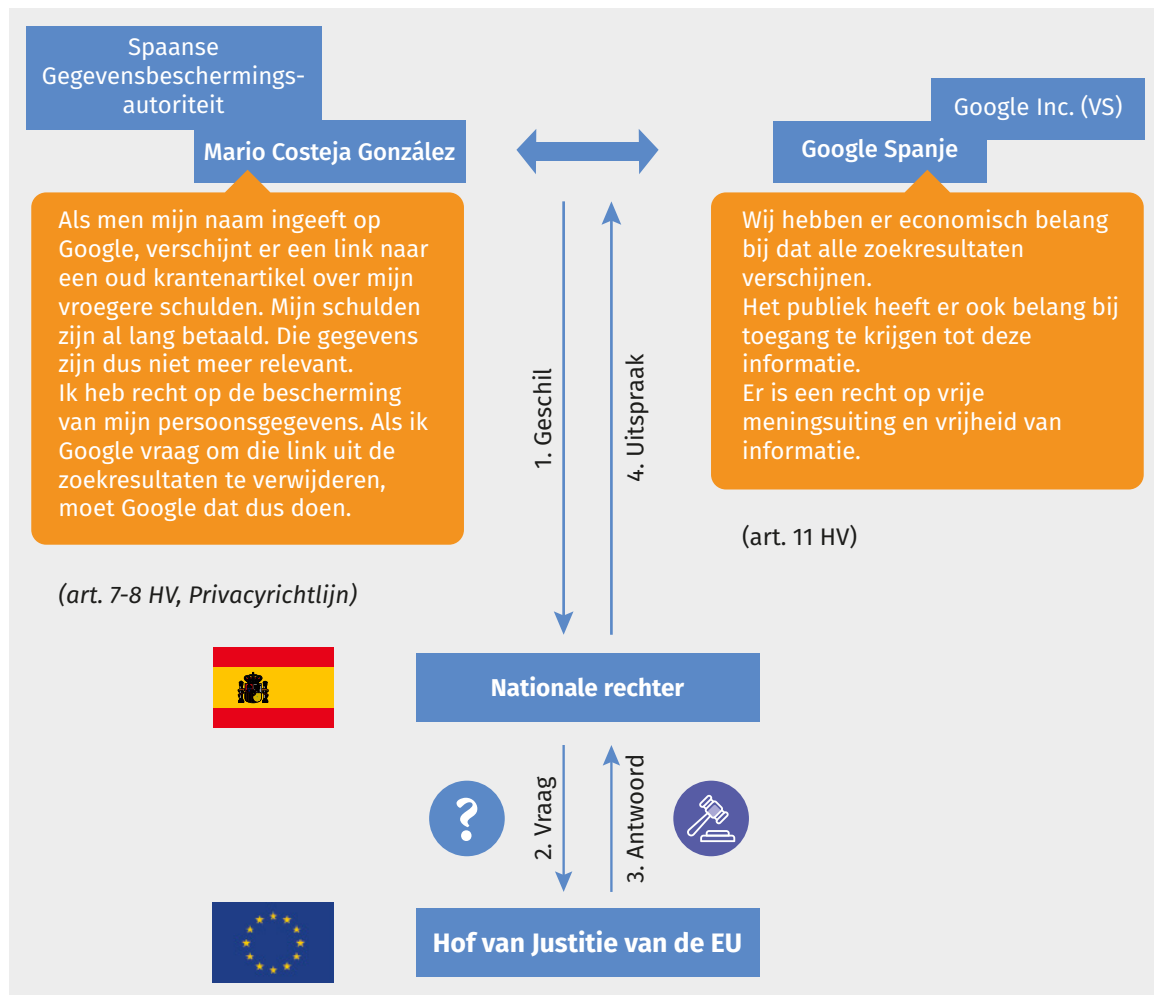 Spaanse
Gegevensbeschermings-
autoriteit
Mario Costeja González
Google Inc. (VS)
Google Spanje
Als men mijn naam ingeeft op
Google, verschijnt er een link naar
een oud krantenartikel over mijn
vroegere schulden. Mijn schulden
zijn al lang betaald. Die gegevens
zijn dus niet meer relevant.
Ik heb recht op de bescherming
van mijn persoonsgegevens. Als ik
Google vraag om die link uit de
zoekresultaten te verwijderen,
moet Google dat dus doen.
(art. 7-8 HV, Privacyrichtlijn)
Wij hebben er economisch belang
bij dat alle zoekresultaten
verschijnen.
Het publiek heeft er ook belang bij
toegang te krijgen tot deze
informatie.
Er is een recht op vrije
meningsuiting en vrijheid van
informatie.
(art. 11 HV)
1. Geschil
4. Uitspraak
Nationale rechter
?
2. Vraag
3. Antwoord
Hof van Justitie van de EU